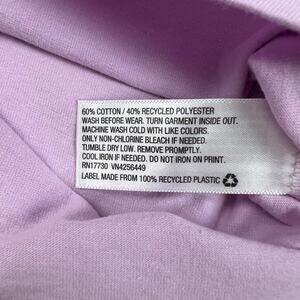 60% COTTON / 40% RECYCLED POLYESTER
WASH BEFORE WEAR. TURN GARMENT INSIDE OUT.
MACHINE WASH COLD WITH LIKE COLORS.
ONLY NON-CHLORINE BLEACH IF NEEDED.
TUMBLE DRY LOW. REMOVE PROMPTLY.
COOL IRON IF NEEDED. DO NOT IRON ON PRINT.
RN17730 VN4256449
LABEL MADE FROM 100% RECYCLED PLASTIC